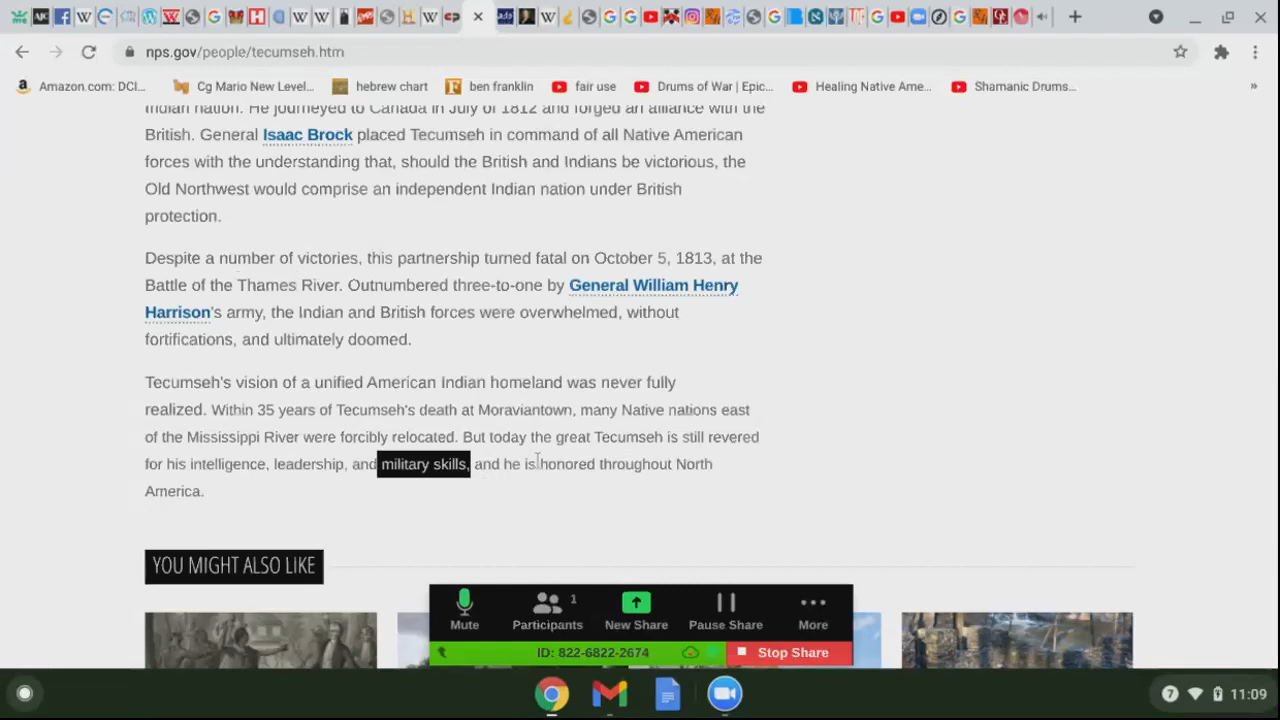 nps.gov/people/tecumseh.htm
Amazon.com: DCI...
Cg Mario New Level...
hebrew chart
ben franklin
fair use
Drums of War | Epic...
Healing Native Ame...
Shamanic Drums...
»
Indian nation. He journeyed to Canada in July of 1812 and forged an alliance with the
British. General Isaac Brock placed Tecumseh in command of all Native American
forces with the understanding that, should the British and Indians be victorious, the
Old Northwest would comprise an independent Indian nation under British
protection.
Despite a number of victories, this partnership turned fatal on October 5, 1813, at the
Battle of the Thames River. Outnumbered three-to-one by General William Henry
Harrison's army, the Indian and British forces were overwhelmed, without
fortifications, and ultimately doomed.
Tecumseh's vision of a unified American Indian homeland was never fully
realized. Within 35 years of Tecumseh's death at Moraviantown, many Native nations east
of the Mississippi River were forcibly relocated. But today the great Tecumseh is still revered
for his intelligence, leadership, and military skills, and he is honored throughout North
America.
YOU MIGHT ALSO LIKE
1
Mute
Participants
New Share
Pause Share
More
ID: 822-6822-2674
Stop Share
7
11:09